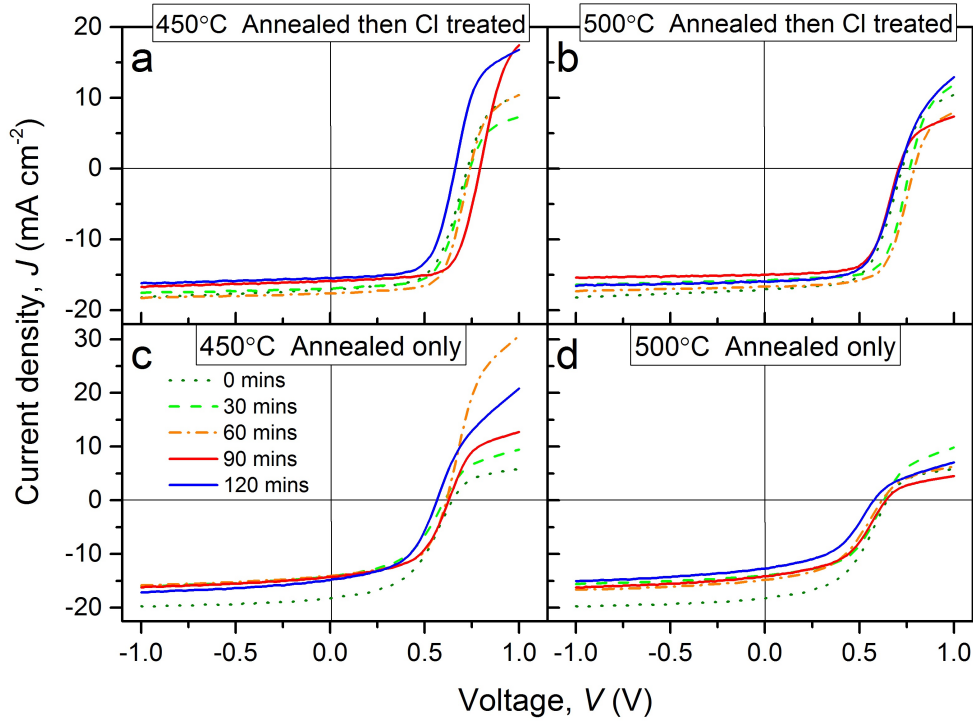 450°C Annealed then Cl treated
500°C Annealed then Cl treated
a
b
20
10
0
-10
-20
Current density, J (mA cm-2)
450°C Annealed only
500°C Annealed only
c
d
30
20
10
0
-10
-20
0 mins
30 mins
60 mins
90 mins
120 mins
-1.0 -0.5 0.0 0.5 1.0 -1.0 -0.5 0.0 0.5 1.0
Voltage, V (V)